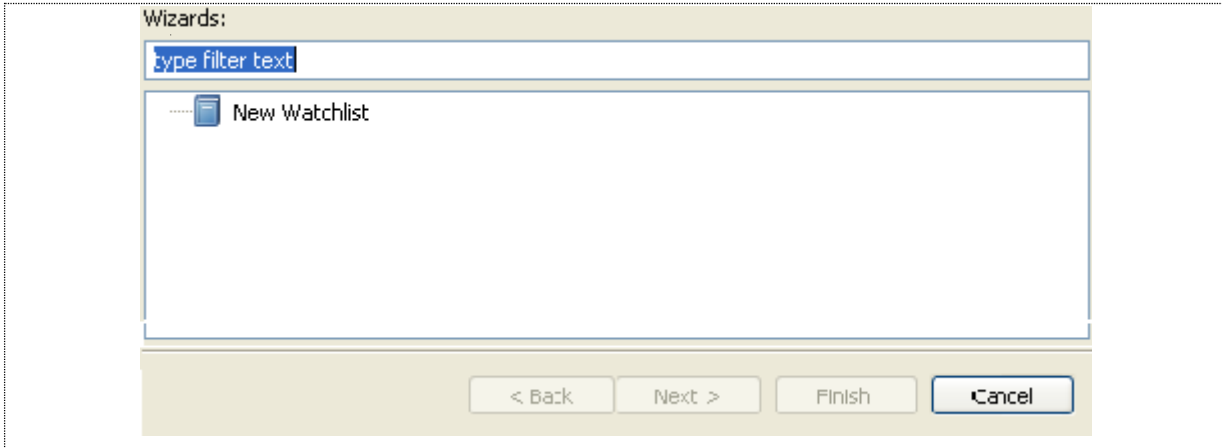 Wizards:
type filter text
New Watchlist
< Back Next > Finish Cancel